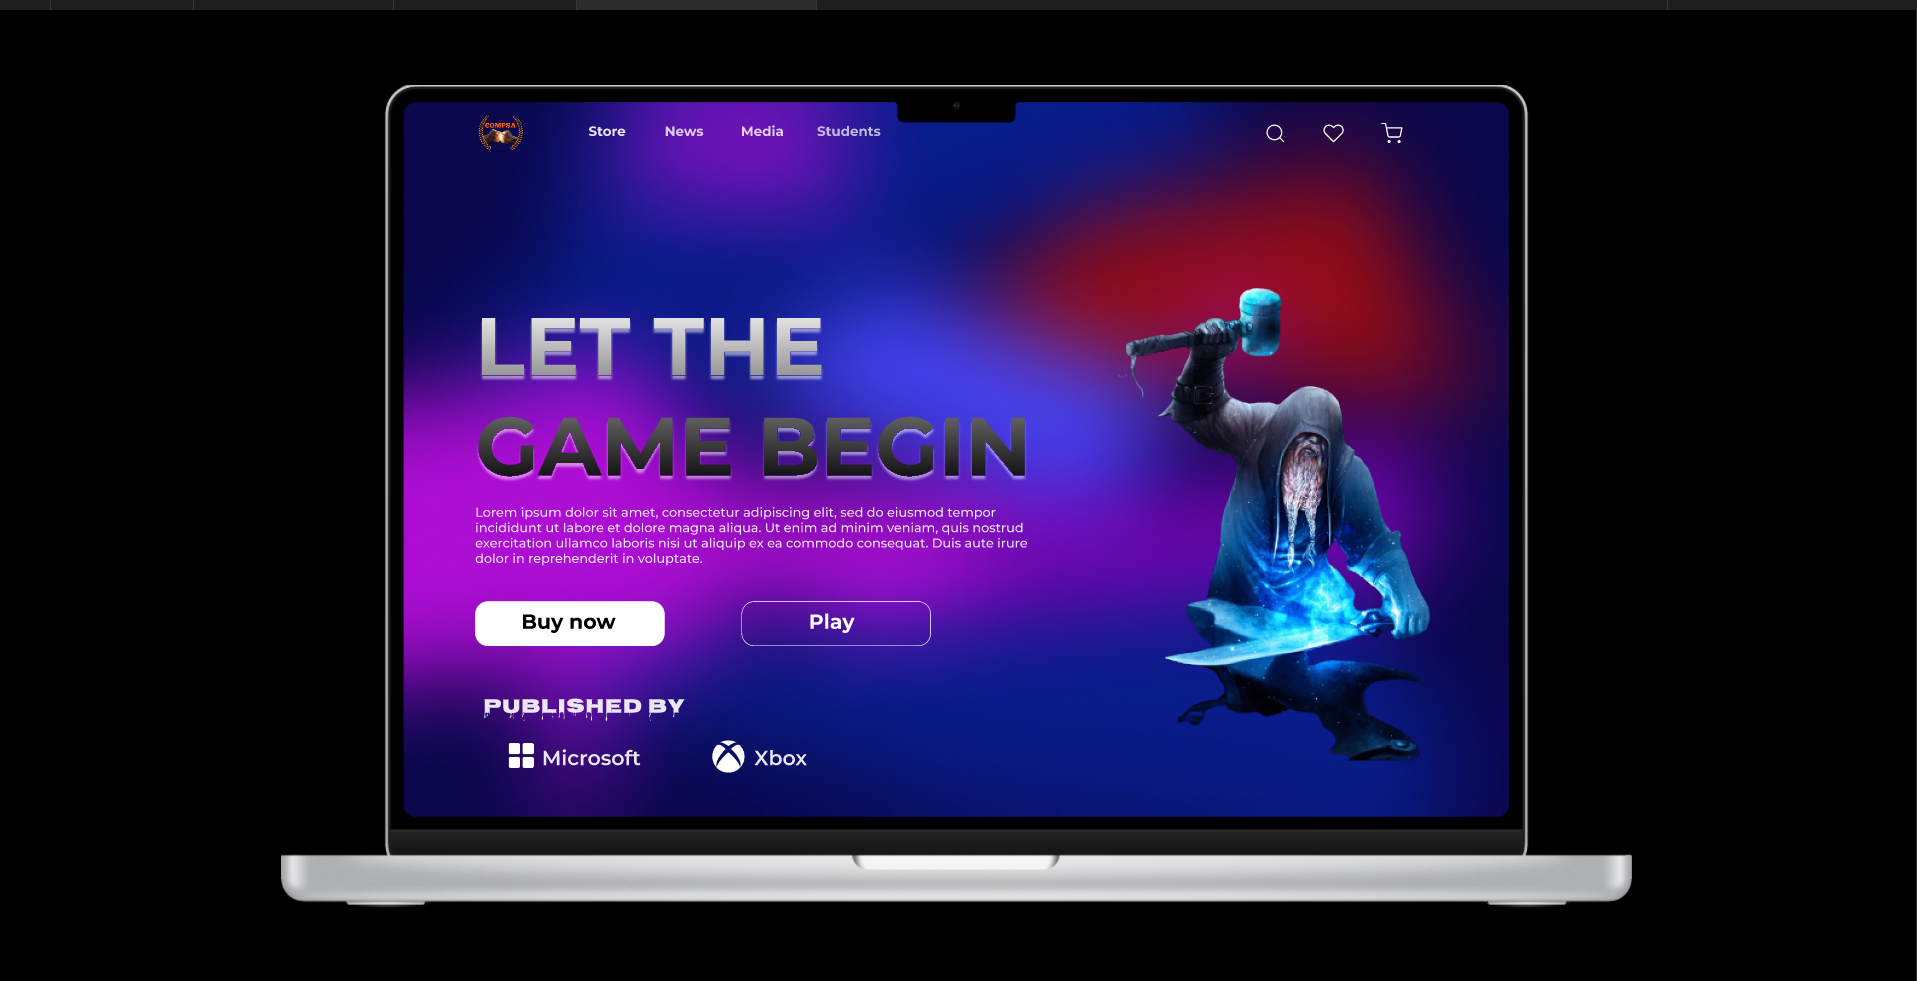 COMPSA
Store News Media Students
LET THE
GAME BEGIN
Lorem ipsum dolor sit amet, consectetur adipiscing elit, sed do eiusmod tempor
incididunt ut labore et dolore magna aliqua. Ut enim ad minim veniam, quis nostrud
exercitation ullamco laboris nisi ut aliquip ex ea commodo consequat. Duis aute irure
dolor in reprehenderit in voluptate.
Buy now Play
PUBLISHED BY
Microsoft Xbox